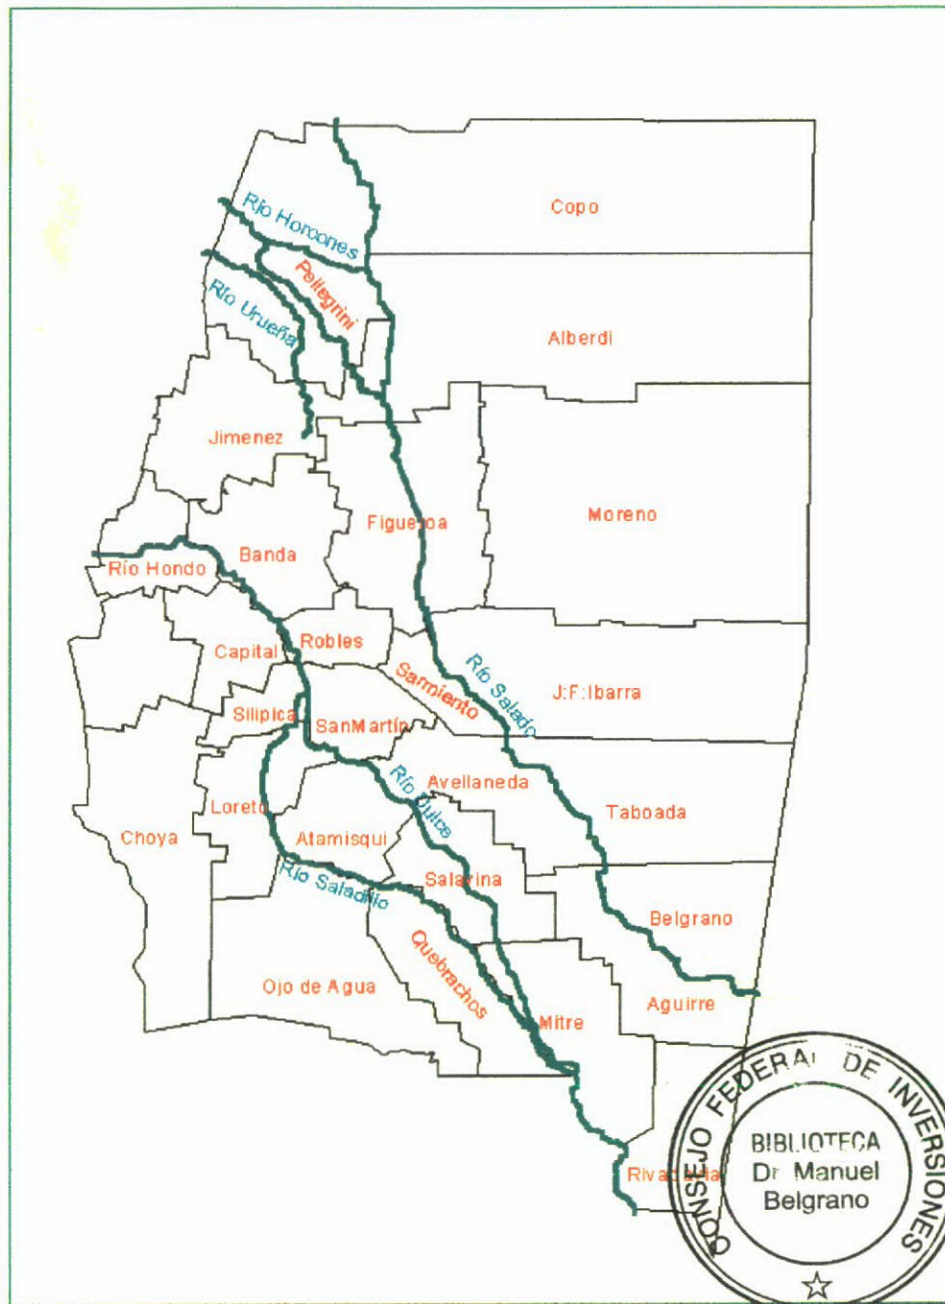 Copo
Río Horcones
Pellegrini
Río Urueña
Alberdi
Jimenez
Figueroa
Moreno
Banda
Río Hondo
Robles
Capital
Sarmiento
Río Salado
J:F:Ibarra
Silipica
SanMartín
Avellaneda
Río Dulce
Loreto
Taboada
Choya
Atamisqui
Salavina
Río Saladillo
Belgrano
Quebrachos
Ojo de Agua
Aguirre
Mitre
Rivadavia
CONSEJO FEDERAL DE INVERSIONES
BIBLIOTECA
Dr. Manuel
Belgrano